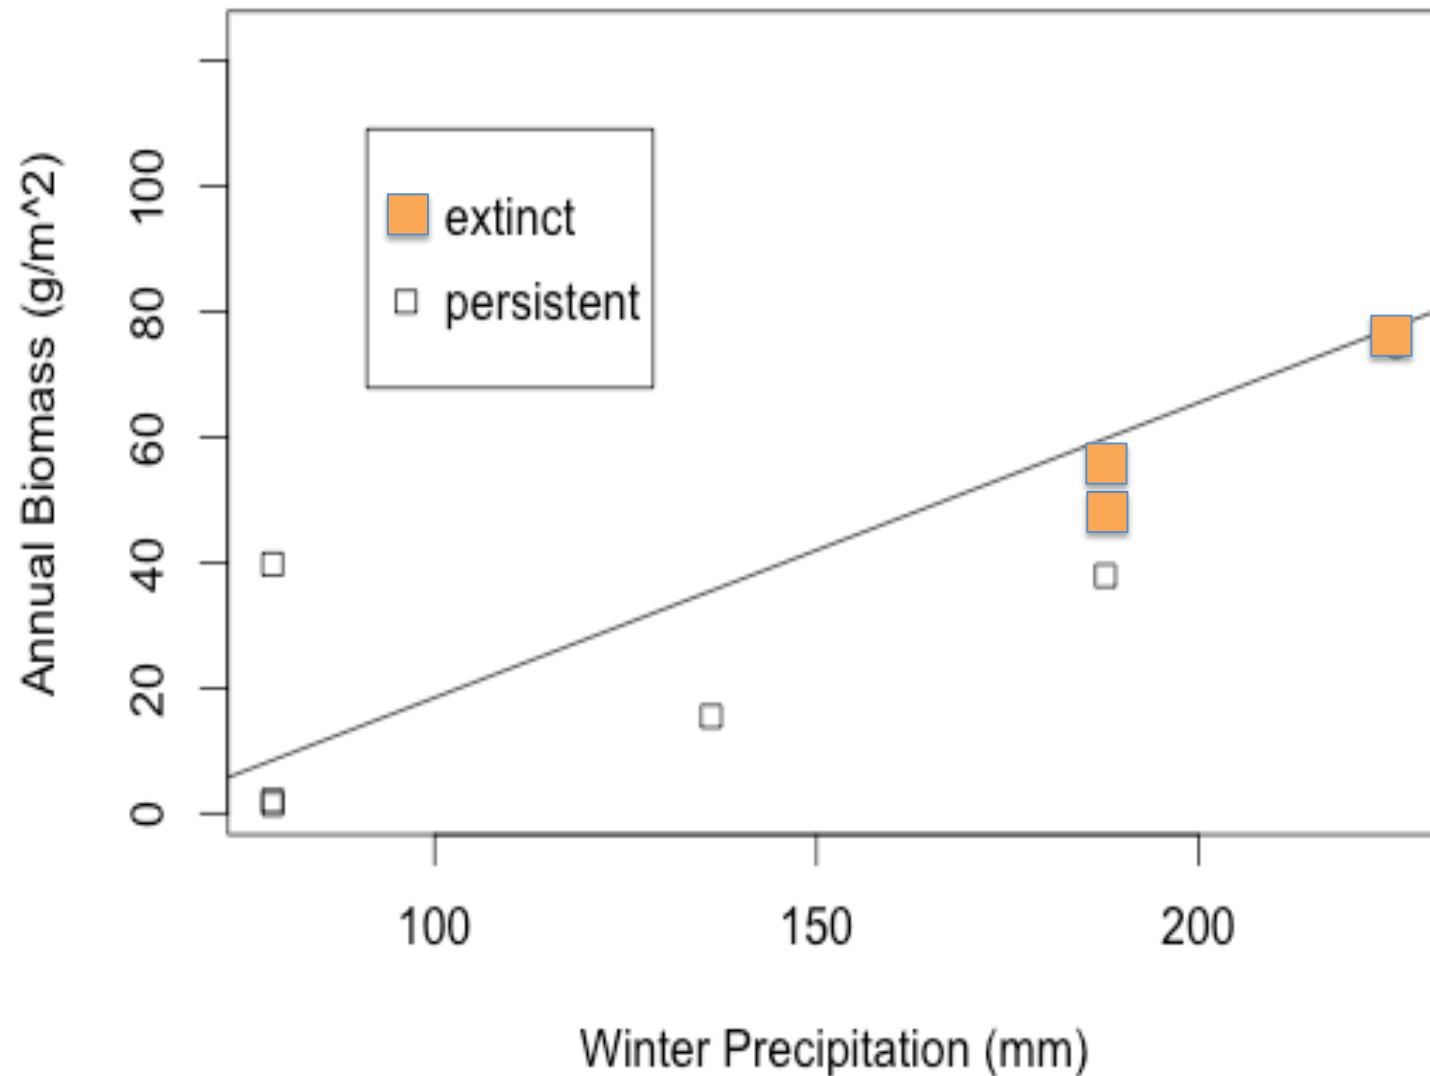 Annual Biomass (g/m^2)
100
80
60
40
20
0
extinct
persistent
100 150 200
Winter Precipitation (mm)